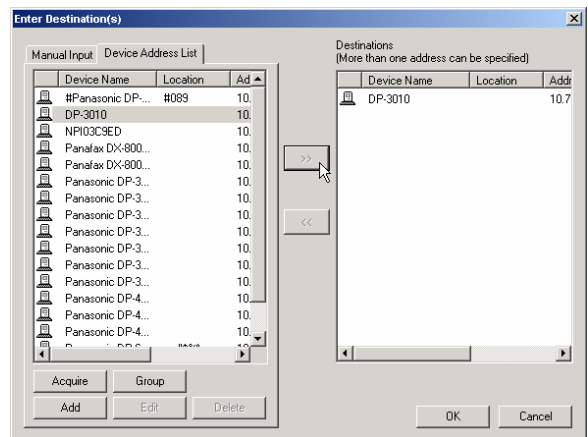 Enter Destination(s)
Manual Input Device Address List
Device Name Location Ad
#Panasonic DP-... #089 10.
DP-3010 10.
NPI03C9ED 10.
Panafax DX-800... 10.
Panafax DX-800... 10.
Panasonic DP-3... 10.
Panasonic DP-3... 10.
Panasonic DP-3... 10.
Panasonic DP-3... 10.
Panasonic DP-3... 10.
Panasonic DP-3... 10.
Panasonic DP-4... 10.
Panasonic DP-4... 10.
Panasonic DP-4... 10.
Acquire Group
Add Edit Delete
>>
<<
Destinations
(More than one address can be specified)
Device Name Location Addr
DP-3010 10.7
OK Cancel